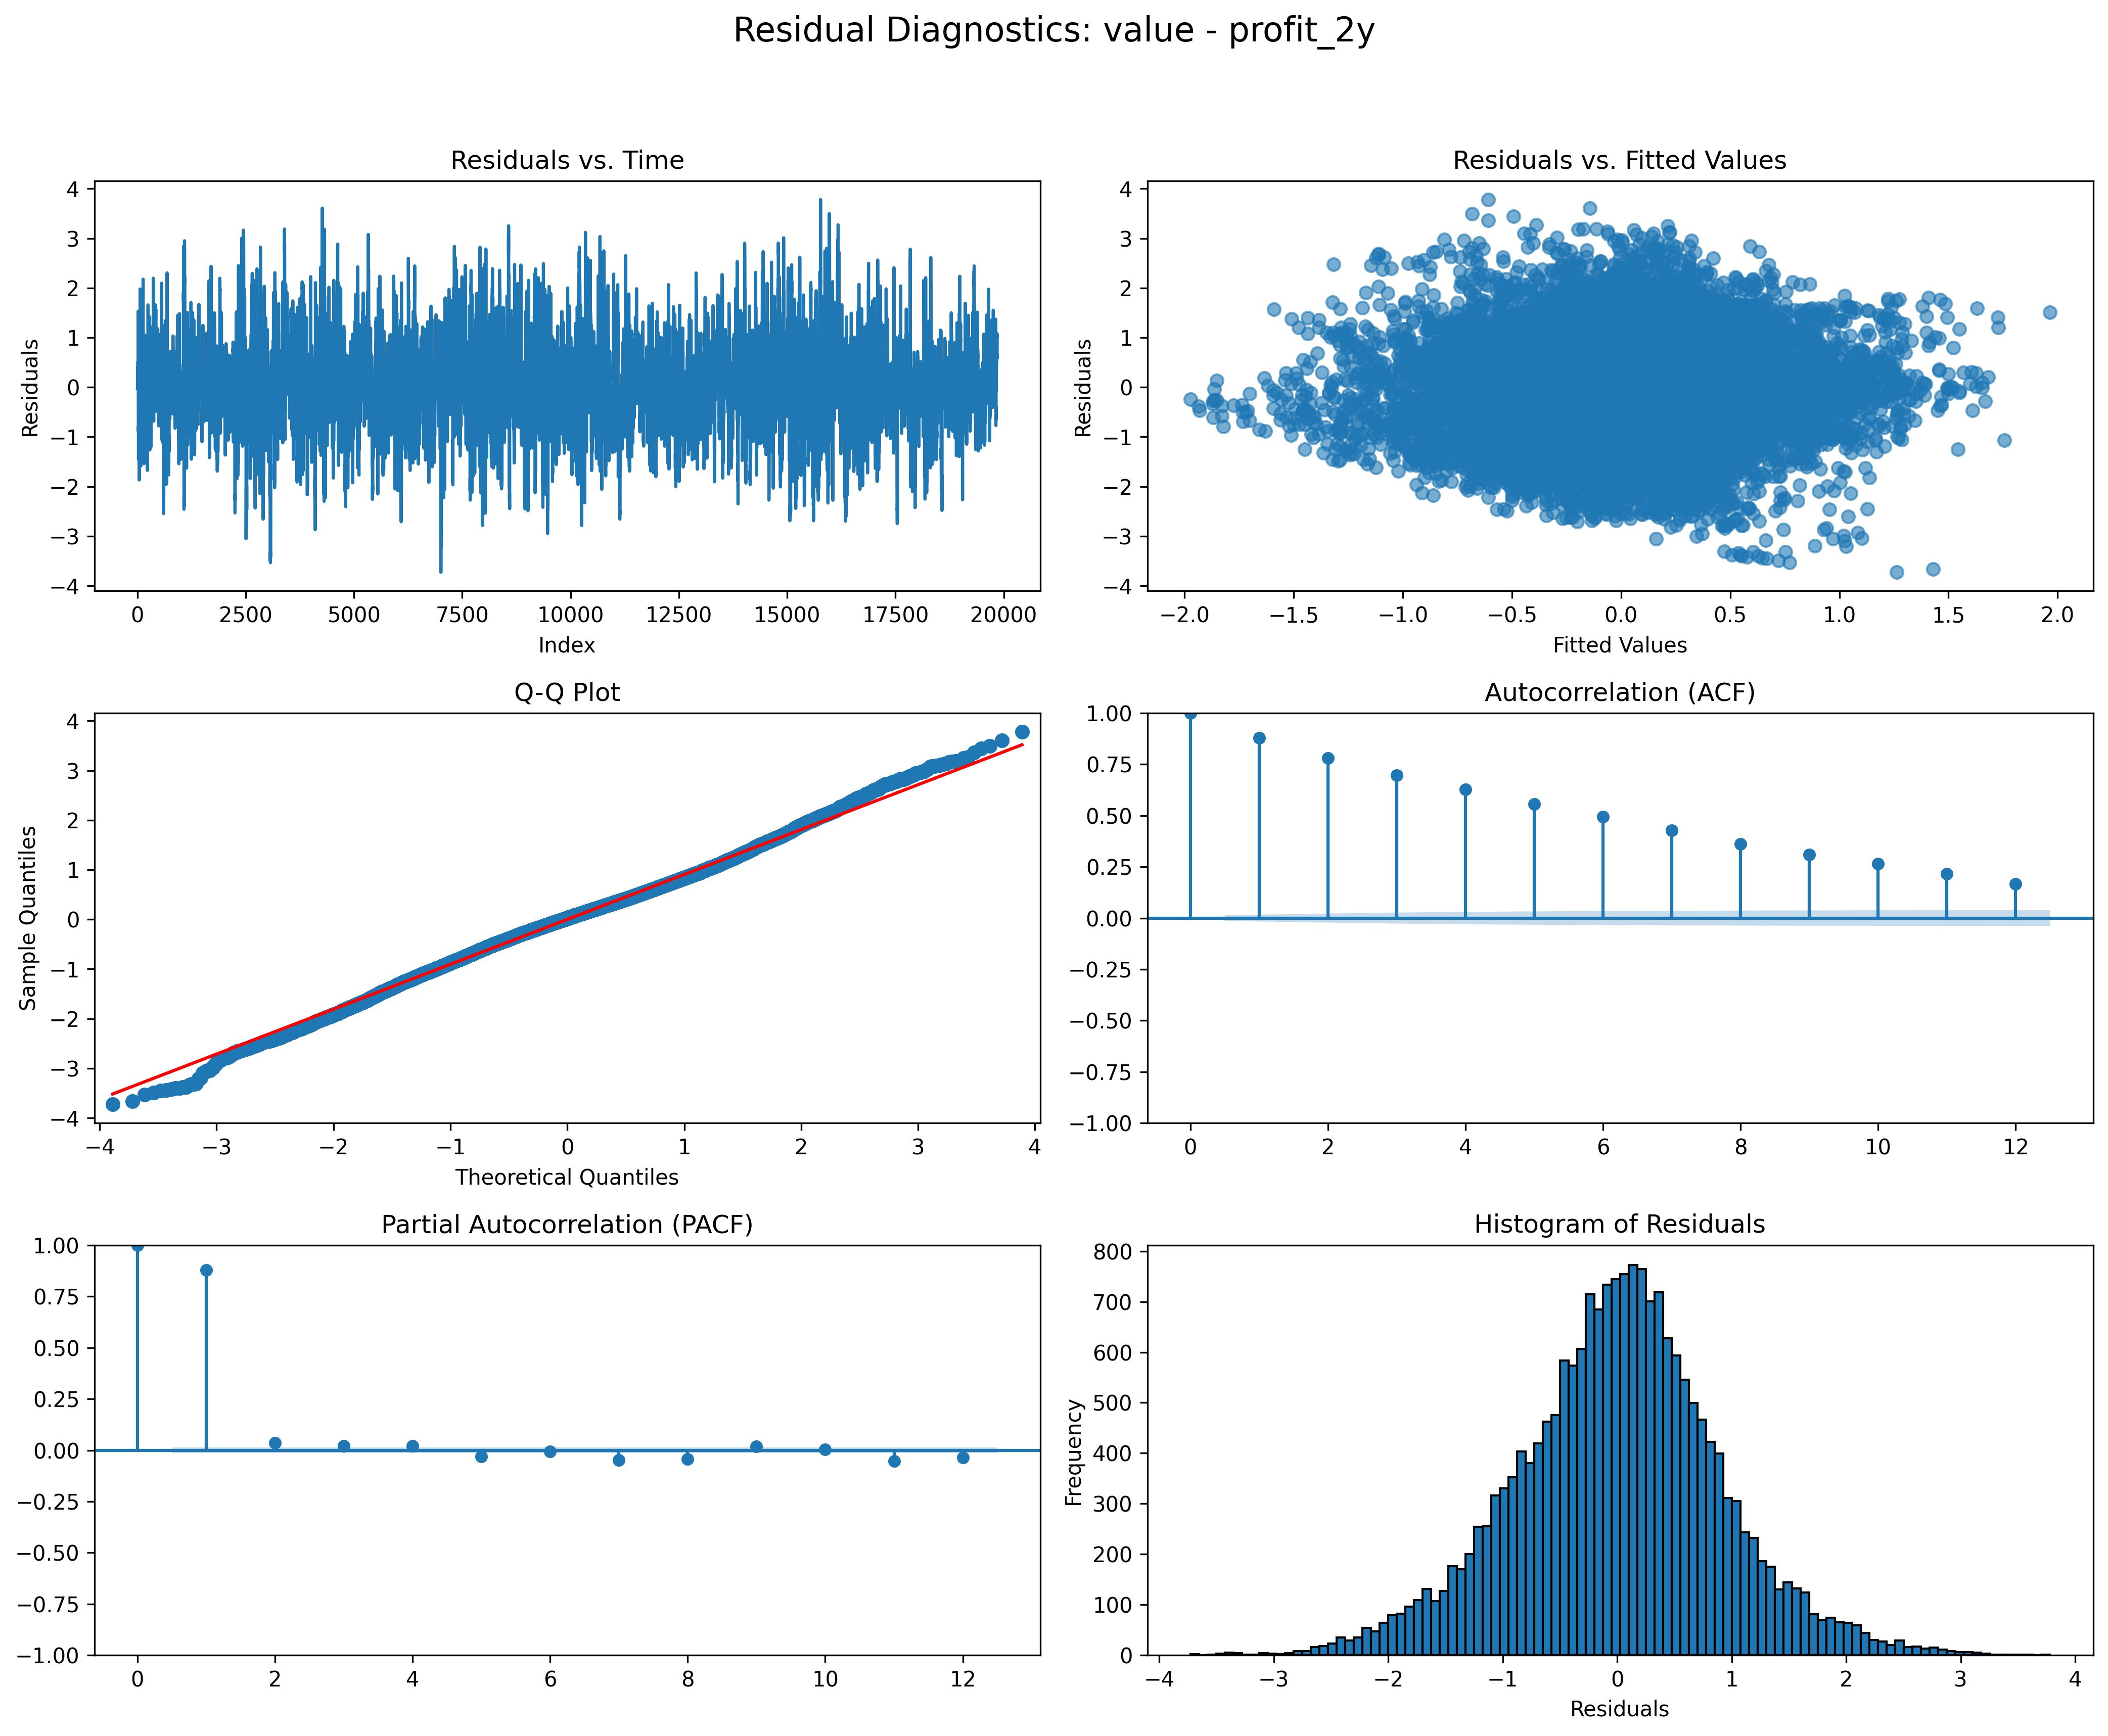 Residual Diagnostics: value - profit_2y
Residuals vs. Time
4
3
2
1
0
−1
−2
−3
−4
Residuals
0 2500 5000 7500 10000 12500 15000 17500 20000
Index
Residuals vs. Fitted Values
4
3
2
1
0
−1
−2
−3
−4
Residuals
−2.0 −1.5 −1.0 −0.5 0.0 0.5 1.0 1.5 2.0
Fitted Values
Q-Q Plot
4
3
2
1
0
−1
−2
−3
−4
Sample Quantiles
−4 −3 −2 −1 0 1 2 3 4
Theoretical Quantiles
Autocorrelation (ACF)
1.00
0.75
0.50
0.25
0.00
−0.25
−0.50
−0.75
−1.00
0 2 4 6 8 10 12
Partial Autocorrelation (PACF)
1.00
0.75
0.50
0.25
0.00
−0.25
−0.50
−0.75
−1.00
0 2 4 6 8 10 12
Histogram of Residuals
800
700
600
500
400
300
200
100
0
Frequency
−4 −3 −2 −1 0 1 2 3 4
Residuals